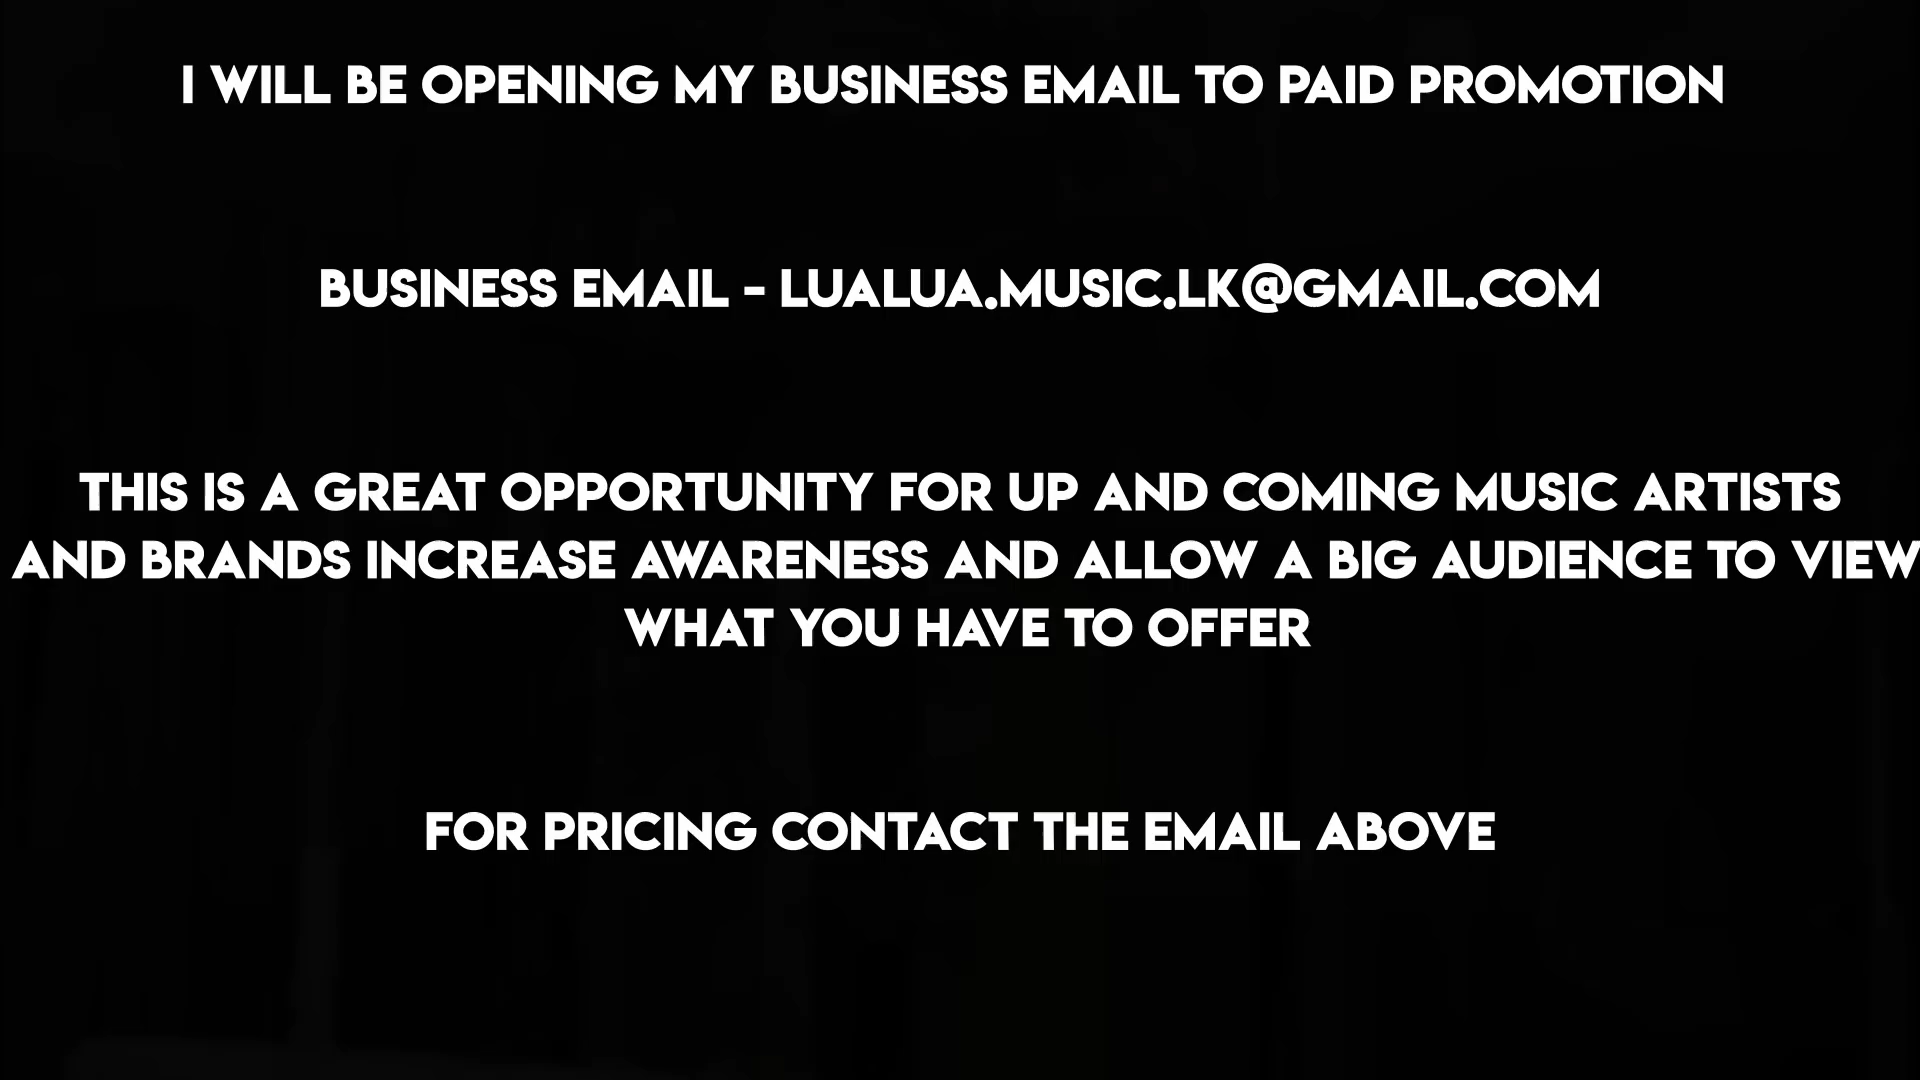 I WILL BE OPENING MY BUSINESS EMAIL TO PAID PROMOTION
BUSINESS EMAIL - LUALUA.MUSIC.LK@GMAIL.COM
THIS IS A GREAT OPPORTUNITY FOR UP AND COMING MUSIC ARTISTS
AND BRANDS INCREASE AWARENESS AND ALLOW A BIG AUDIENCE TO VIEW
WHAT YOU HAVE TO OFFER
FOR PRICING CONTACT THE EMAIL ABOVE